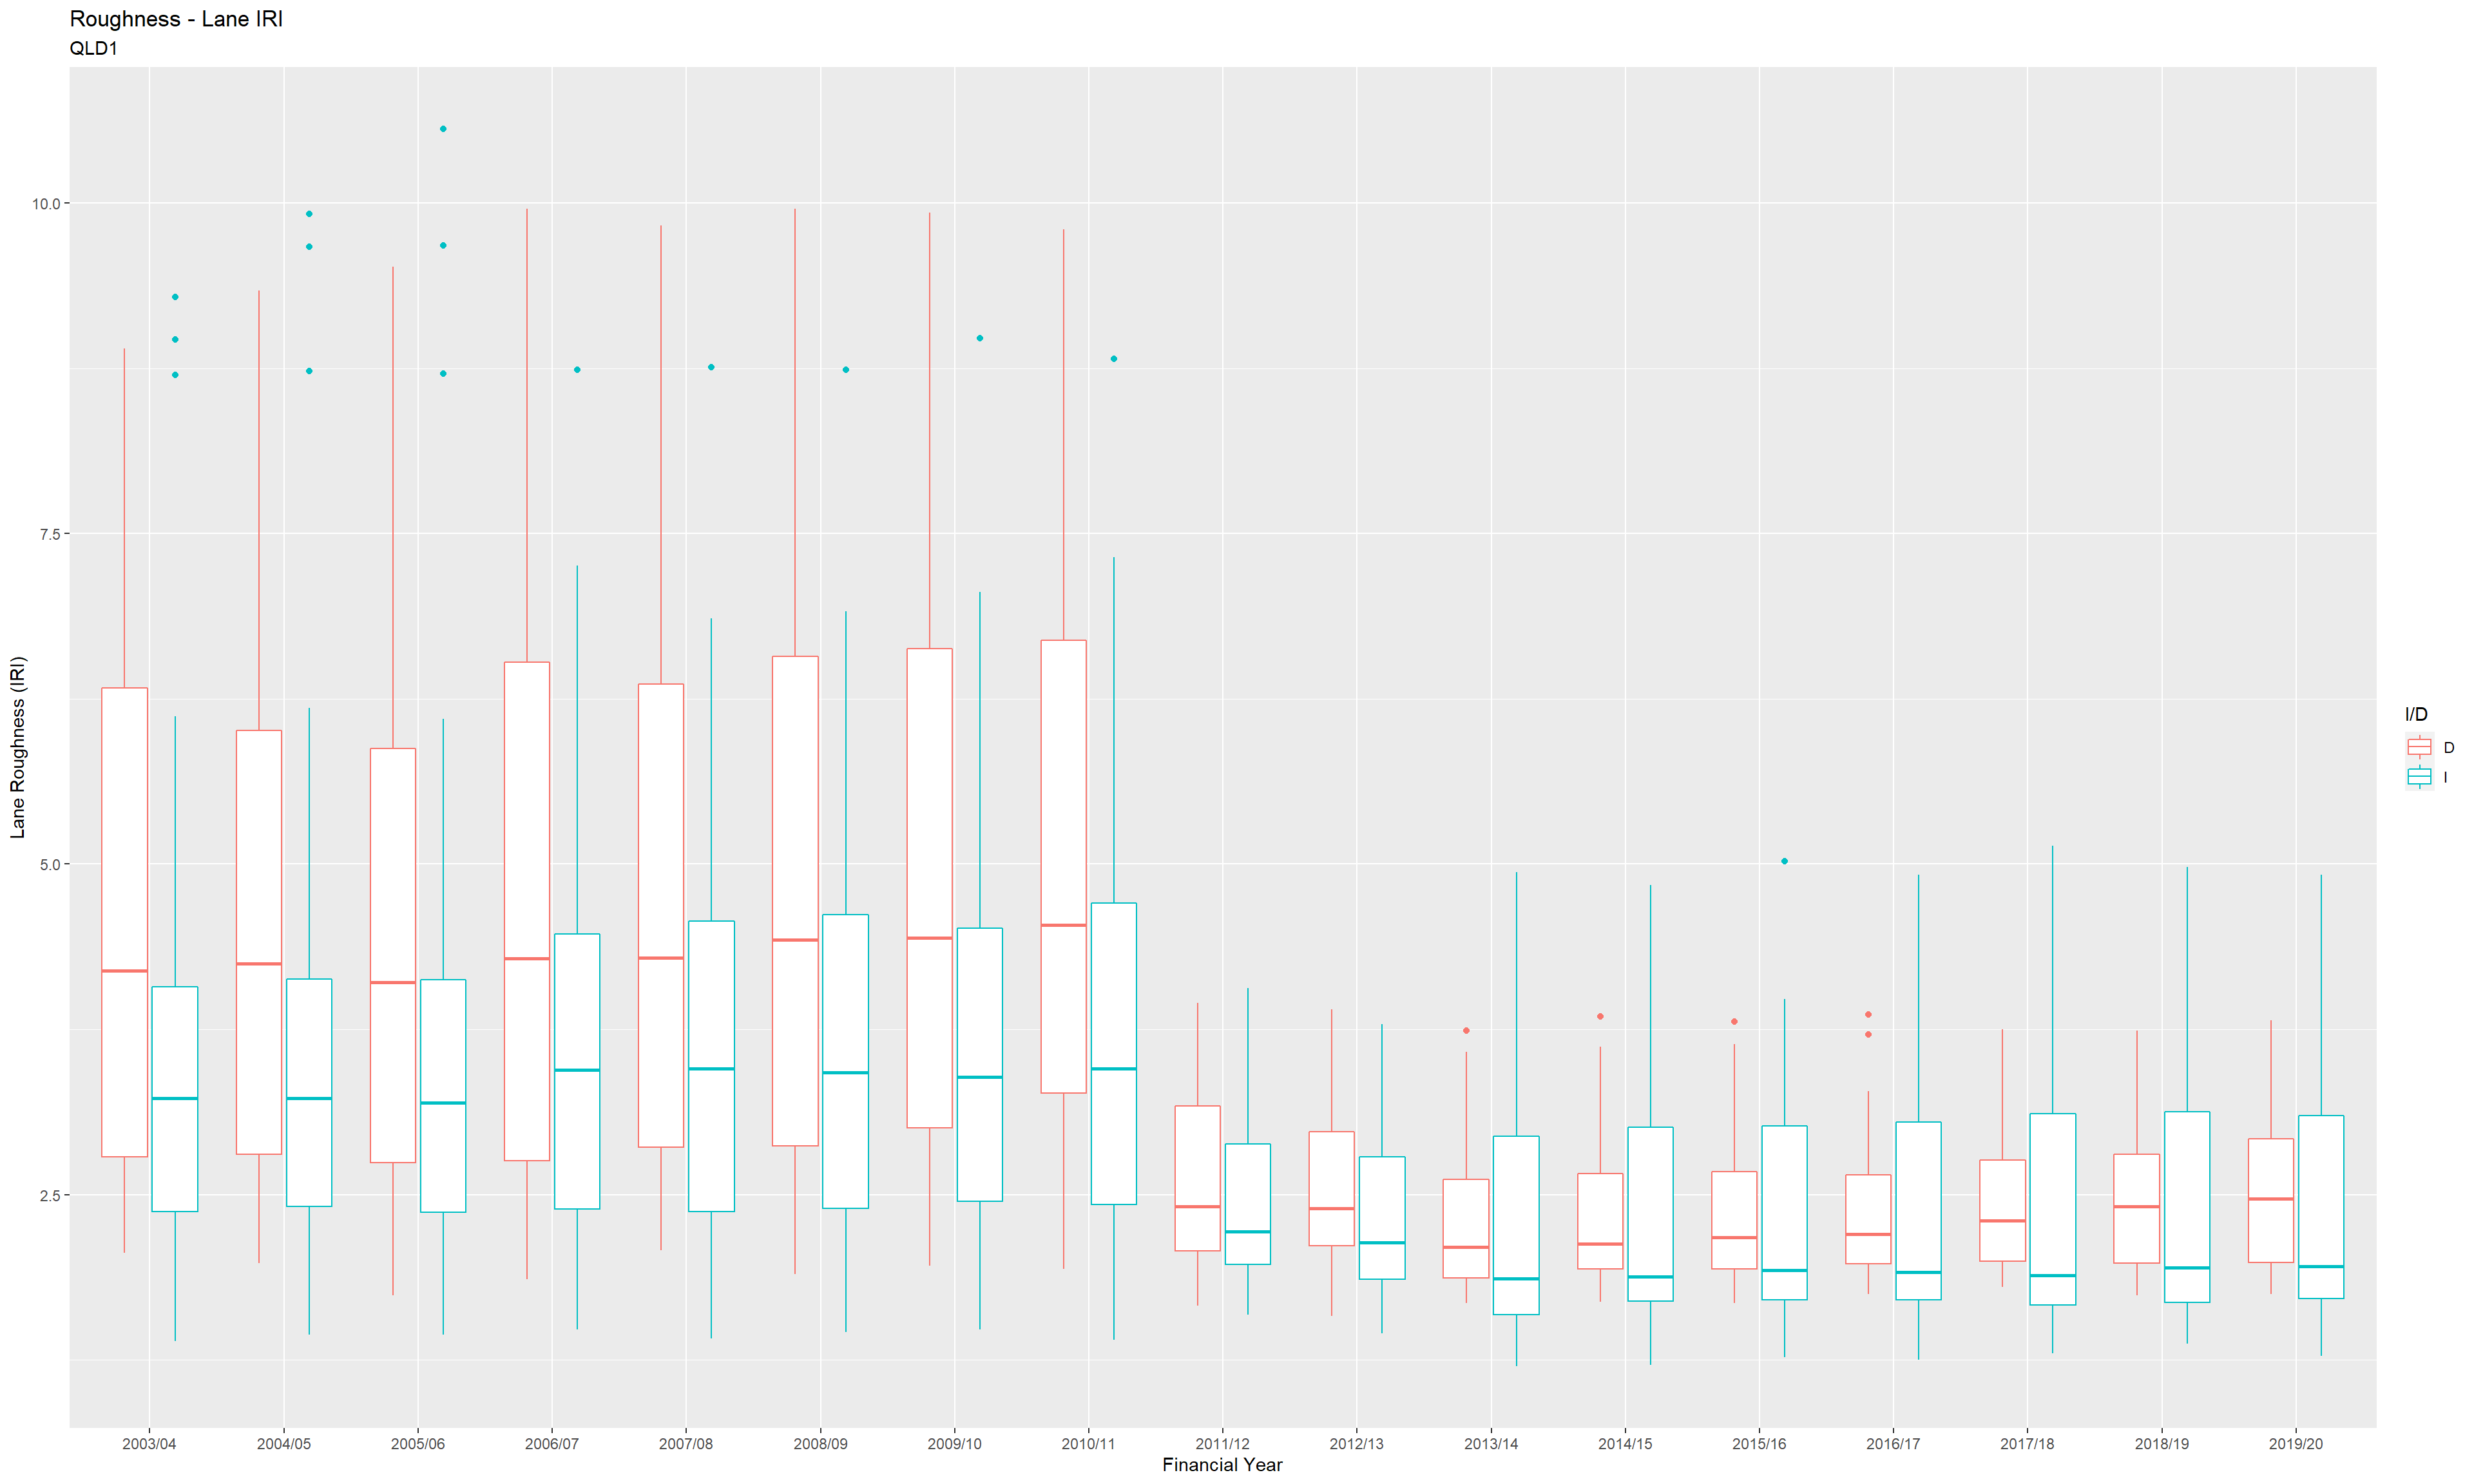 Roughness - Lane IRI
QLD1
10.0
7.5
5.0
2.5
Lane Roughness (IRI)
2003/04 2004/05 2005/06 2006/07 2007/08 2008/09 2009/10 2010/11 2011/12 2012/13 2013/14 2014/15 2015/16 2016/17 2017/18 2018/19 2019/20
Financial Year
I/D
D
I